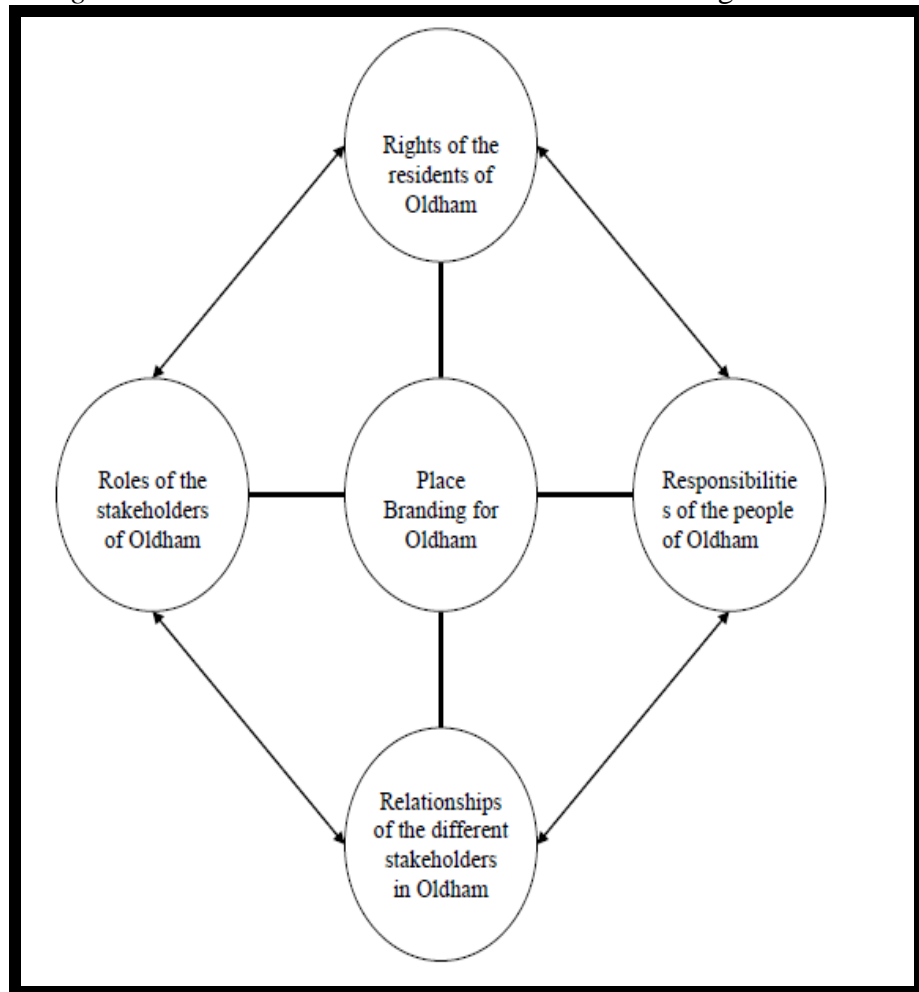 Rights of the
residents of
Oldham
Roles of the
stakeholders
of Oldham
Place
Branding for
Oldham
Responsibilitie
s of the people
of Oldham
Relationships
of the different
stakeholders
in Oldham